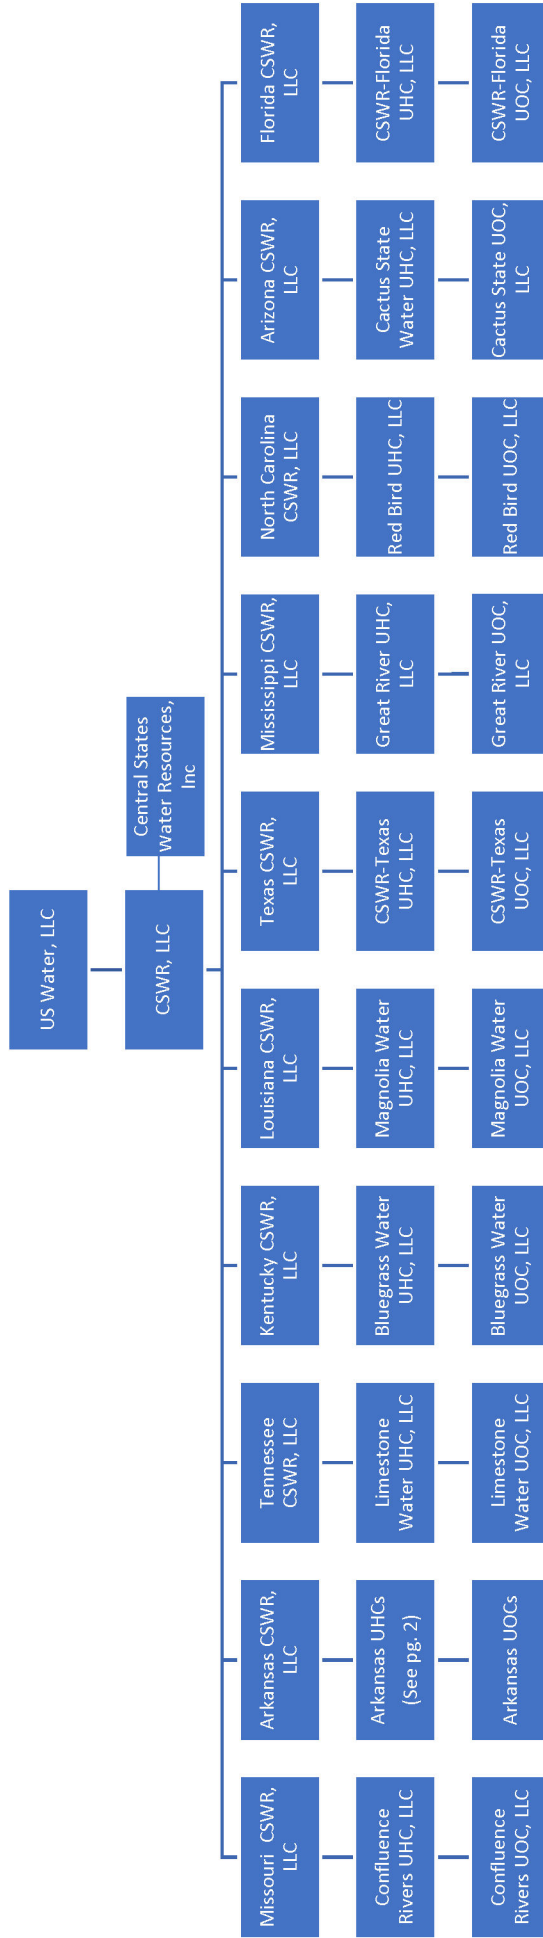 US Water, LLC
CSWR, LLC
Central States
Water Resources,
Inc
Missouri  CSWR,
LLC
Arkansas CSWR,
LLC
Tennessee
CSWR, LLC
Kentucky CSWR,
LLC
Louisiana CSWR,
LLC
Texas CSWR,
LLC
Mississippi CSWR,
LLC
North Carolina
CSWR, LLC
Arizona CSWR,
LLC
Florida CSWR,
LLC
Confluence
Rivers UHC, LLC
Arkansas UHCs
(See pg. 2)
Limestone
Water UHC, LLC
Bluegrass Water
UHC, LLC
Magnolia Water
UHC, LLC
CSWR-Texas
UHC, LLC
Great River UHC,
LLC
Red Bird UHC, LLC
Cactus State
Water UHC, LLC
CSWR-Florida
UHC, LLC
Confluence
Rivers UOC, LLC
Arkansas UOCs
Limestone
Water UOC, LLC
Bluegrass Water
UOC, LLC
Magnolia Water
UOC, LLC
CSWR-Texas
UOC, LLC
Great River UOC,
LLC
Red Bird UOC, LLC
Cactus State UOC,
LLC
CSWR-Florida
UOC, LLC